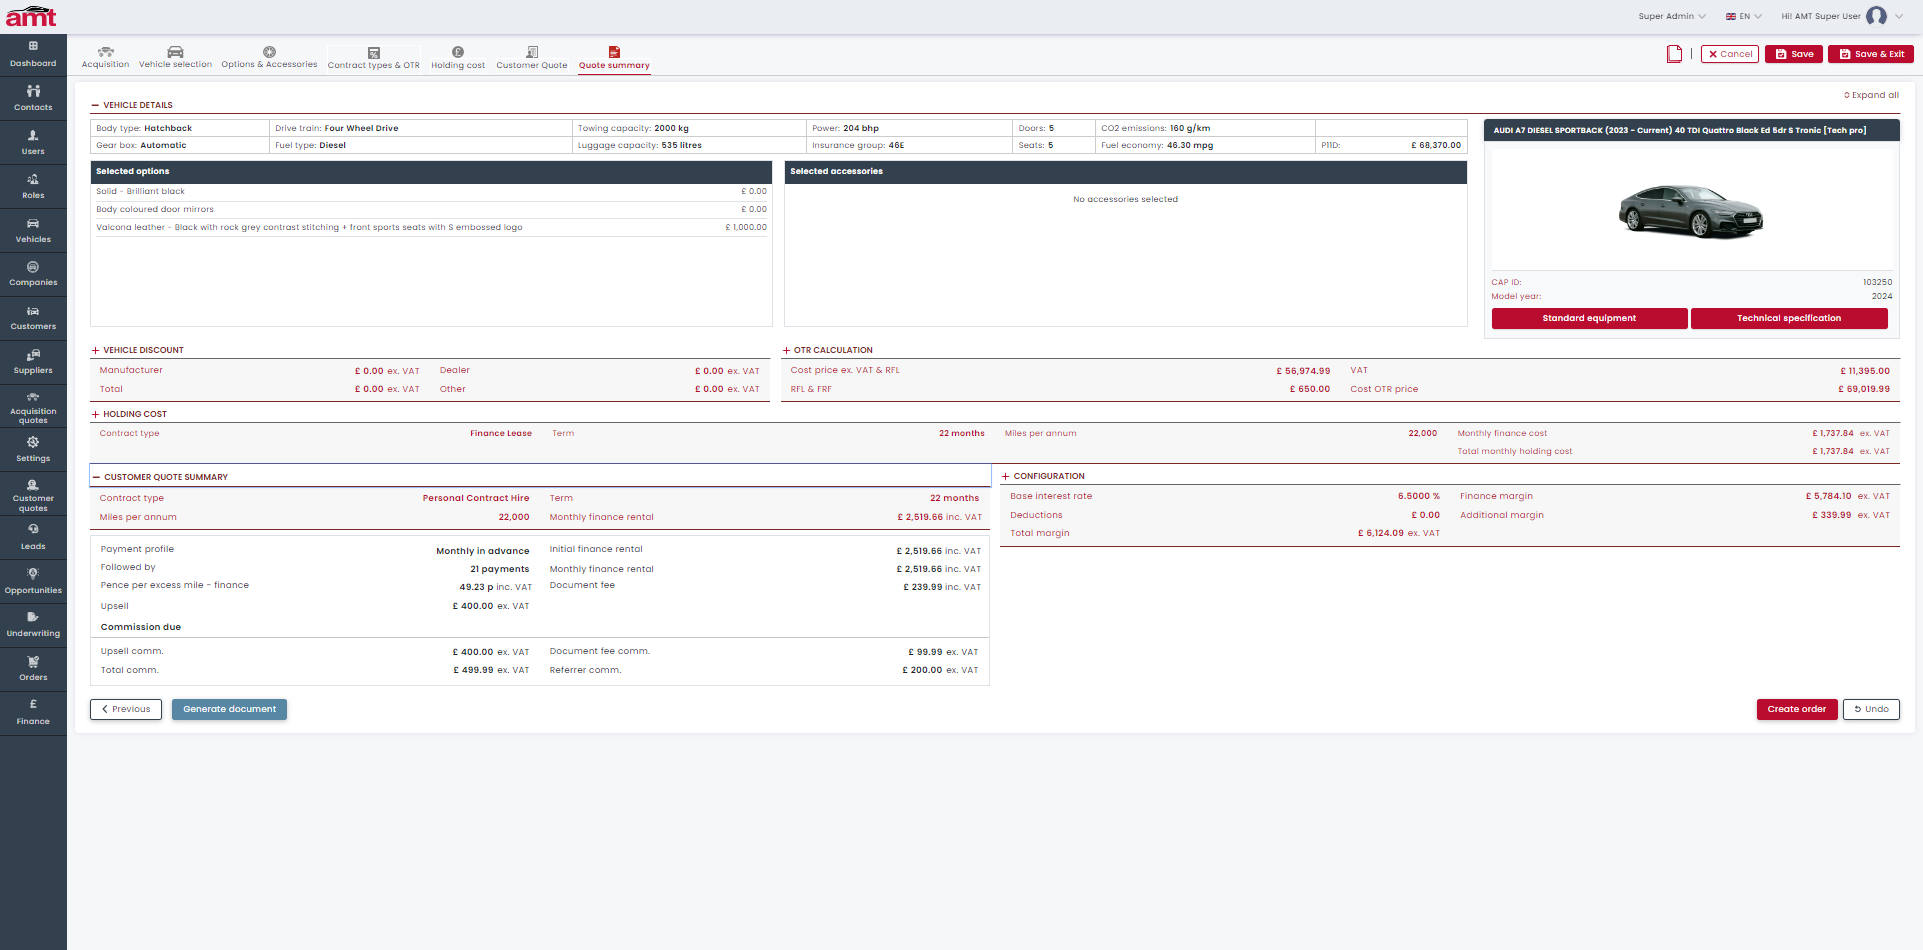 amt
Super Admin
EN
Hi! AMT Super User
Dashboard
Contacts
Users
Roles
Vehicles
Companies
Customers
Suppliers
Acquisition
quotes
Settings
Customer
quotes
Leads
Opportunities
Underwriting
Orders
Finance
Acquisition
Vehicle selection
Options & Accessories
Contract types & OTR
Holding cost
Customer Quote
Quote summary
Cancel
Save
Save & Exit
Expand all
VEHICLE DETAILS
Body type: Hatchback
Drive train: Four Wheel Drive
Towing capacity: 2000 kg
Power: 204 bhp
Doors: 5
CO2 emissions: 160 g/km
Gear box: Automatic
Fuel type: Diesel
Luggage capacity: 535 litres
Insurance group: 46E
Seats: 5
Fuel economy: 46.30 mpg
P11D: £ 68,370.00
Selected options
Solid - Brilliant black £ 0.00
Body coloured door mirrors £ 0.00
Valcona leather - Black with rock grey contrast stitching + front sports seats with S embossed logo £ 1,000.00
Selected accessories
No accessories selected
AUDI A7 DIESEL SPORTBACK (2023 - Current) 40 TDI Quattro Black Ed 5dr S Tronic [Tech pro]
CAP ID: 103250
Model year: 2024
Standard equipment
Technical specification
VEHICLE DISCOUNT
Manufacturer £ 0.00 ex. VAT Dealer £ 0.00 ex. VAT
Total £ 0.00 ex. VAT Other £ 0.00 ex. VAT
OTR CALCULATION
Cost price ex. VAT & RFL £ 56,974.99 VAT £ 11,395.00
RFL & FRF £ 650.00 Cost OTR price £ 69,019.99
HOLDING COST
Contract type Finance Lease Term 22 months Miles per annum 22,000 Monthly finance cost £ 1,737.84 ex. VAT
Total monthly holding cost £ 1,737.84 ex. VAT
CUSTOMER QUOTE SUMMARY
Contract type Personal Contract Hire Term 22 months
Miles per annum 22,000 Monthly finance rental £ 2,519.66 inc. VAT
Payment profile Monthly in advance Initial finance rental £ 2,519.66 inc. VAT
Followed by 21 payments Monthly finance rental £ 2,519.66 inc. VAT
Pence per excess mile - finance 49.23 p inc. VAT Document fee £ 239.99 inc. VAT
Upsell £ 400.00 ex. VAT
Commission due
Upsell comm. £ 400.00 ex. VAT Document fee comm. £ 99.99 ex. VAT
Total comm. £ 499.99 ex. VAT Referrer comm. £ 200.00 ex. VAT
CONFIGURATION
Base interest rate 6.5000 % Finance margin £ 5,784.10 ex. VAT
Deductions £ 0.00 Additional margin £ 339.99 ex. VAT
Total margin £ 6,124.09 ex. VAT
Previous
Generate document
Create order
Undo